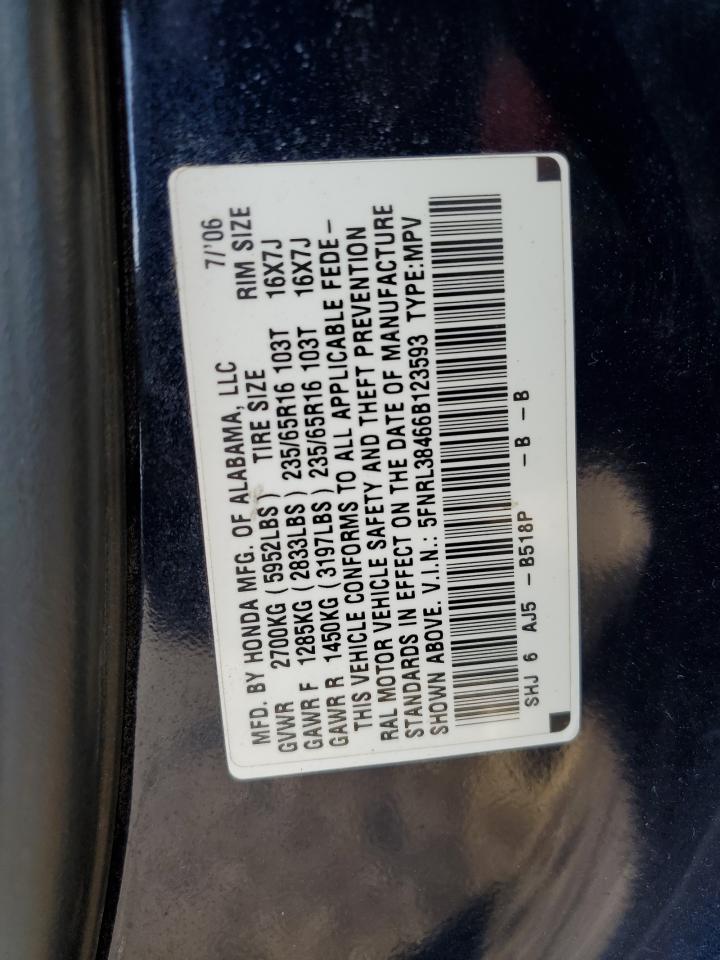 MFD. BY HONDA MFG. OF ALABAMA, LLC 7/'06
GVWR 2700KG (5952LBS) TIRE SIZE RIM SIZE
GAWR F 1285KG (2833LBS) 235/65R16 103T 16X7J
GAWR R 1450KG (3197LBS) 235/65R16 103T 16X7J
THIS VEHICLE CONFORMS TO ALL APPLICABLE FEDE-
RAL MOTOR VEHICLE SAFETY AND THEFT PREVENTION
STANDARDS IN EFFECT ON THE DATE OF MANUFACTURE
SHOWN ABOVE. V.I.N.: 5FNRL38466B123593 TYPE:MPV
SHJ 6 AJ5 -B518P -B -B